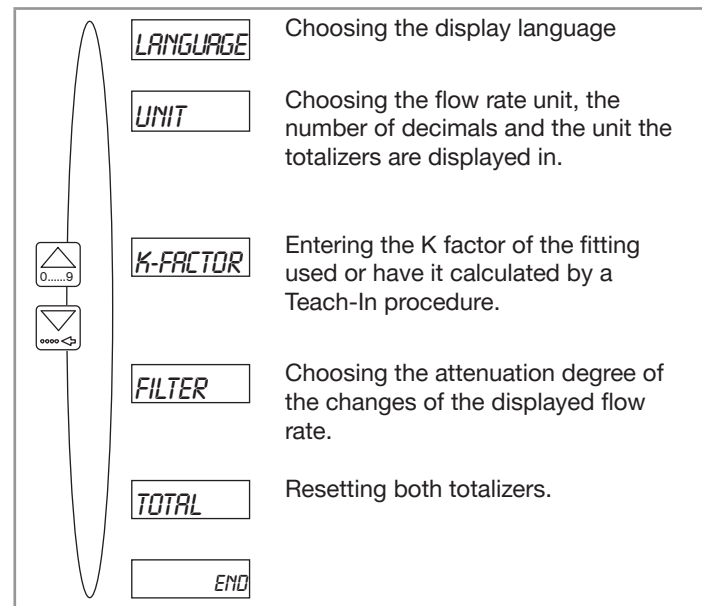 LANGUAGE
Choosing the display language
UNIT
Choosing the flow rate unit, the
number of decimals and the unit the
totalizers are displayed in.
0......9
K-FACTOR
Entering the K factor of the fitting
used or have it calculated by a
Teach-In procedure.
FILTER
Choosing the attenuation degree of
the changes of the displayed flow
rate.
TOTAL
Resetting both totalizers.
END